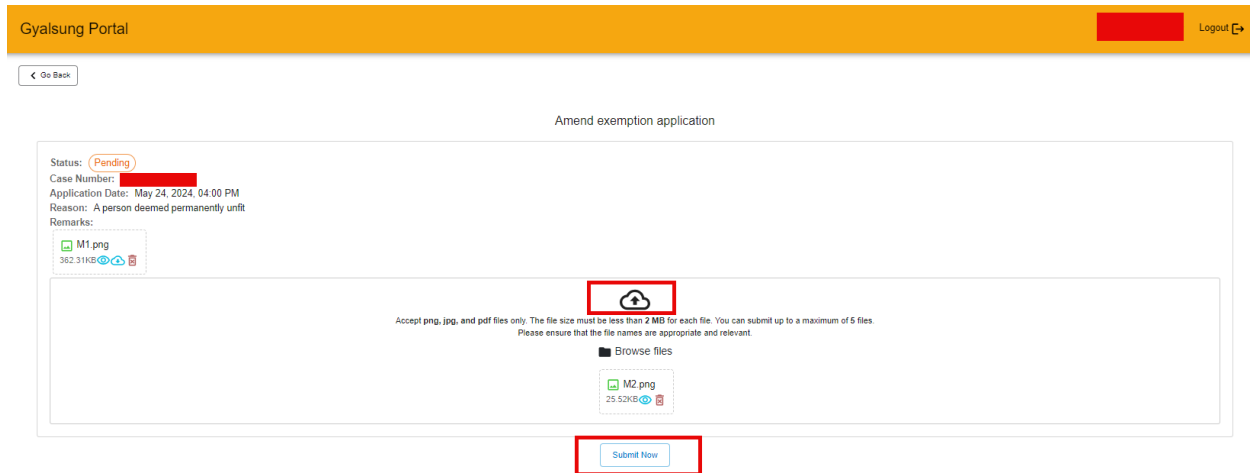 Gyalsung Portal
Logout
Go Back
Amend exemption application
Status: Pending
Case Number:
Application Date: May 24, 2024, 04:00 PM
Reason: A person deemed permanently unfit
Remarks:
M1.png
362.31KB
Accept png, jpg, and pdf files only. The file size must be less than 2 MB for each file. You can submit up to a maximum of 5 files.
Please ensure that the file names are appropriate and relevant.
Browse files
M2.png
25.52KB
Submit Now